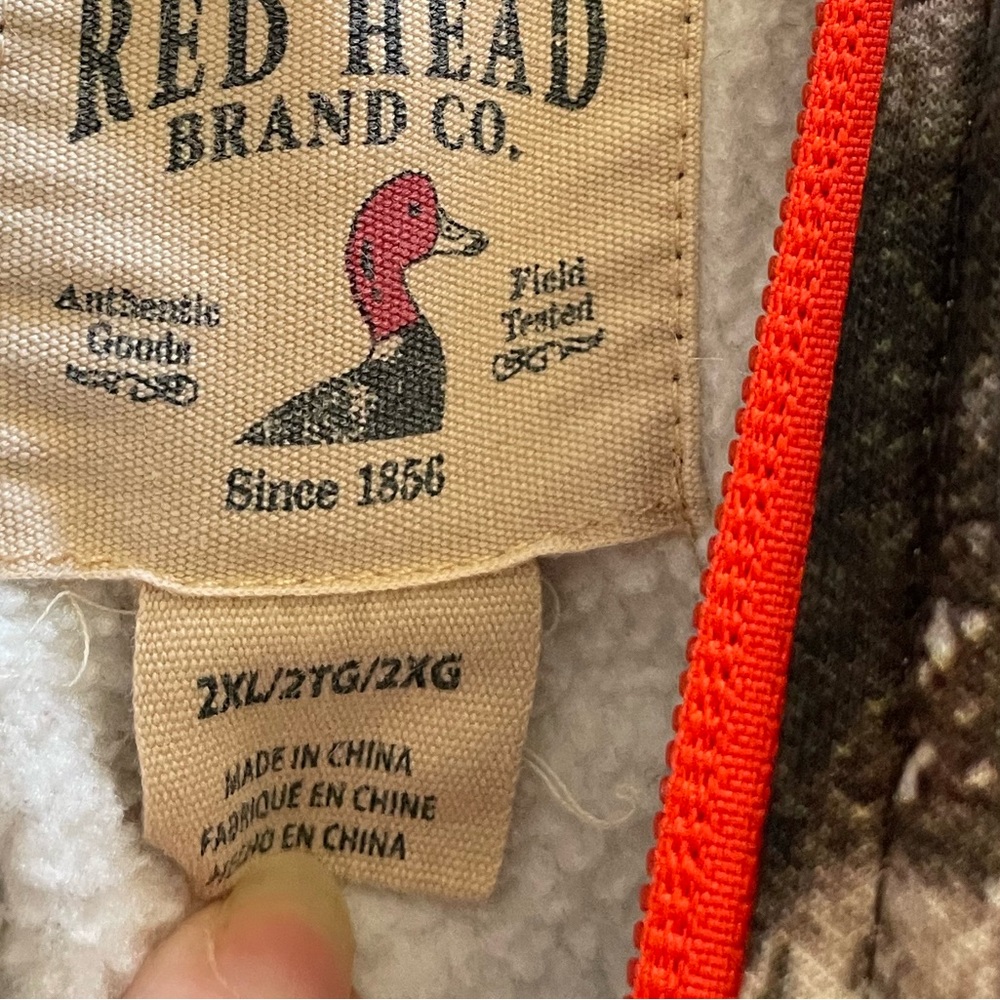 RED HEAD
BRAND CO.
Authentic
Goods
Field
Tested
Since 1856
2XL/2TG/2XG
MADE IN CHINA
FABRIQUE EN CHINE
HECHO EN CHINA